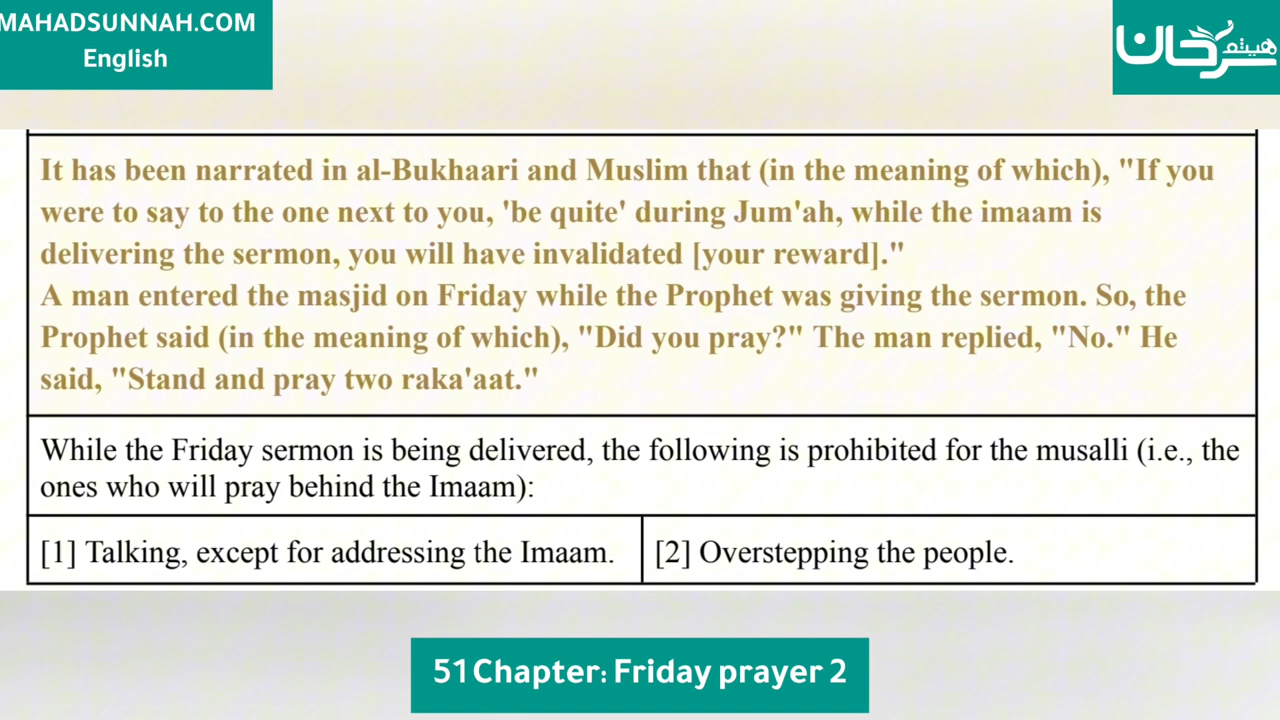 MAHADSUNNAH.COM
English
هيثم
سرحان
It has been narrated in al-Bukhaari and Muslim that (in the meaning of which), "If you
were to say to the one next to you, 'be quite' during Jum'ah, while the imaam is
delivering the sermon, you will have invalidated [your reward]."
A man entered the masjid on Friday while the Prophet was giving the sermon. So, the
Prophet said (in the meaning of which), "Did you pray?" The man replied, "No." He
said, "Stand and pray two raka'aat."
While the Friday sermon is being delivered, the following is prohibited for the musalli (i.e., the
ones who will pray behind the Imaam):
[1] Talking, except for addressing the Imaam.
[2] Overstepping the people.
51 Chapter: Friday prayer 2